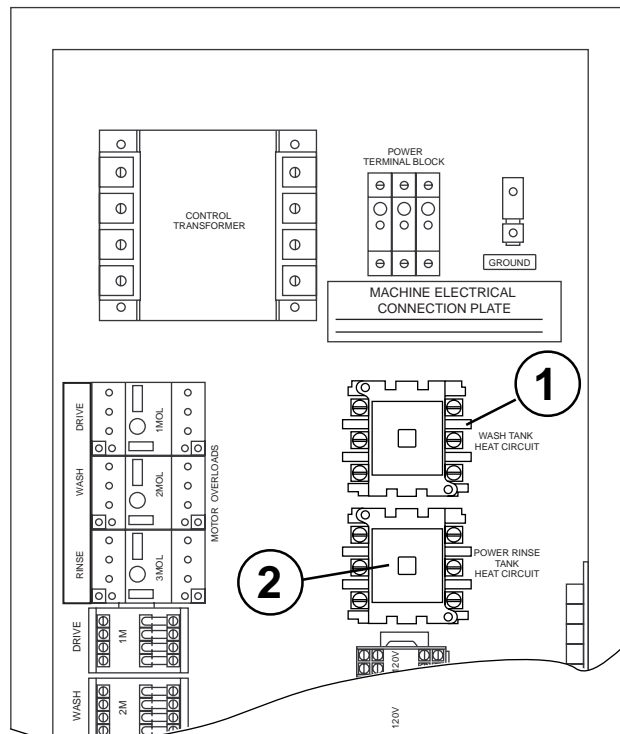 POWER
TERMINAL BLOCK
CONTROL
TRANSFORMER
GROUND
MACHINE ELECTRICAL
CONNECTION PLATE
1
DRIVE
1MOL
WASH TANK
HEAT CIRCUIT
WASH
2MOL
MOTOR OVERLOADS
RINSE
3MOL
2
POWER RINSE
TANK
HEAT CIRCUIT
DRIVE
1M
120V
WASH
2M
120V